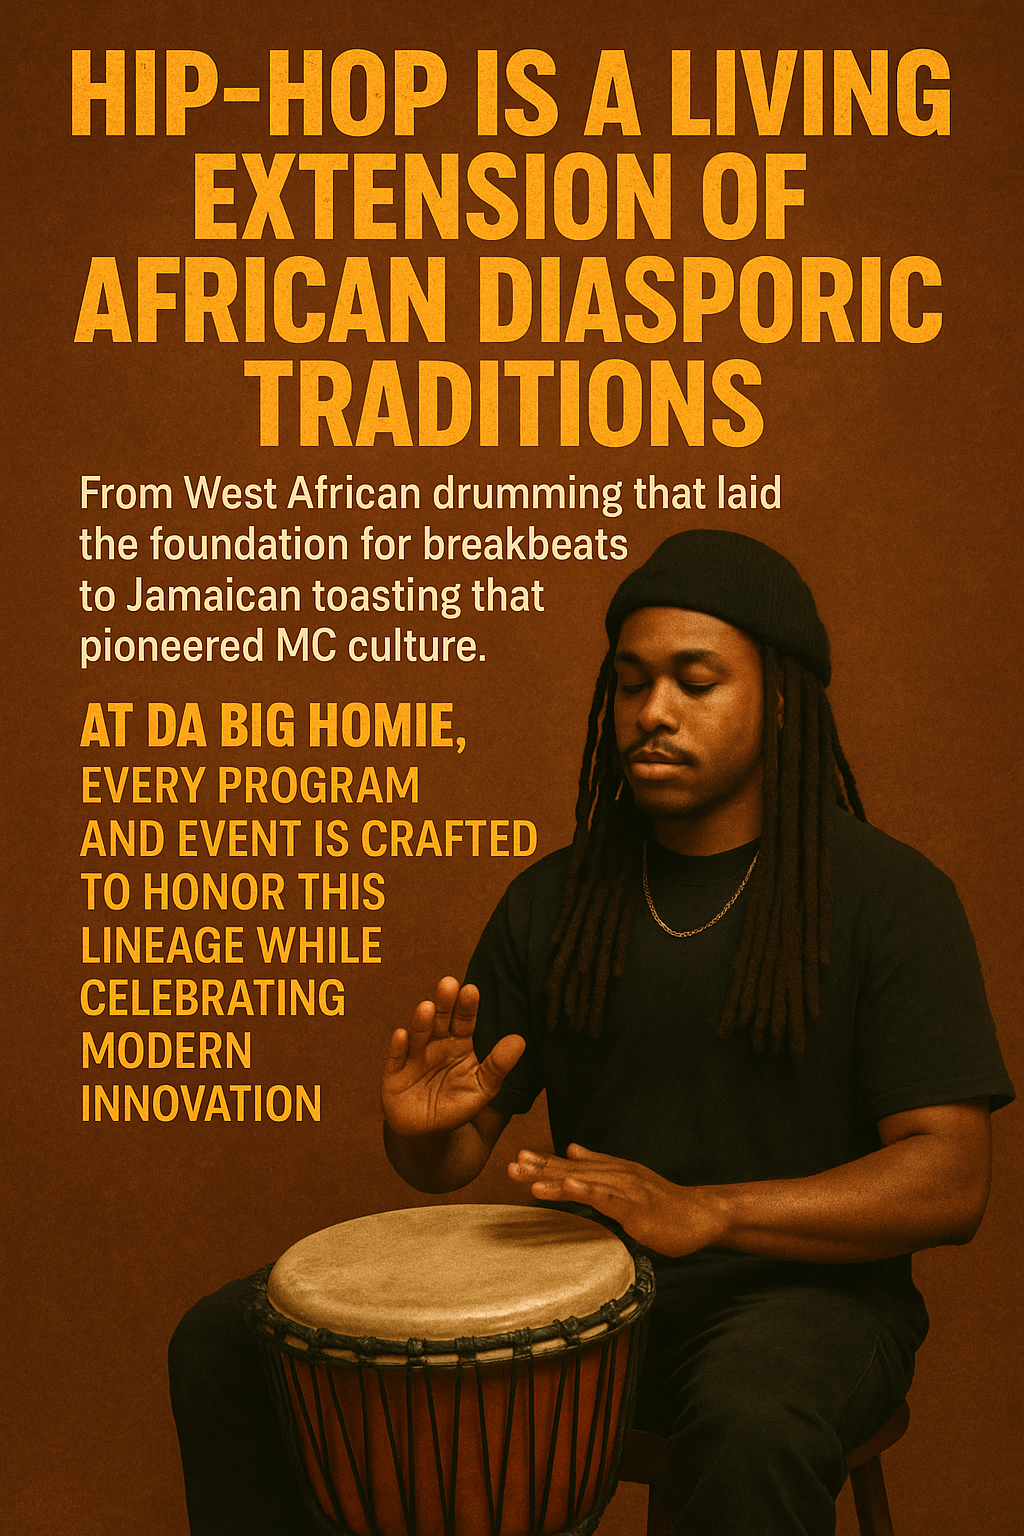 HIP-HOP IS A LIVING
EXTENSION OF
AFRICAN DIASPORIC
TRADITIONS
From West African drumming that laid
the foundation for breakbeats
to Jamaican toasting that
pioneered MC culture.
AT DA BIG HOMIE,
EVERY PROGRAM
AND EVENT IS CRAFTED
TO HONOR THIS
LINEAGE WHILE
CELEBRATING
MODERN
INNOVATION